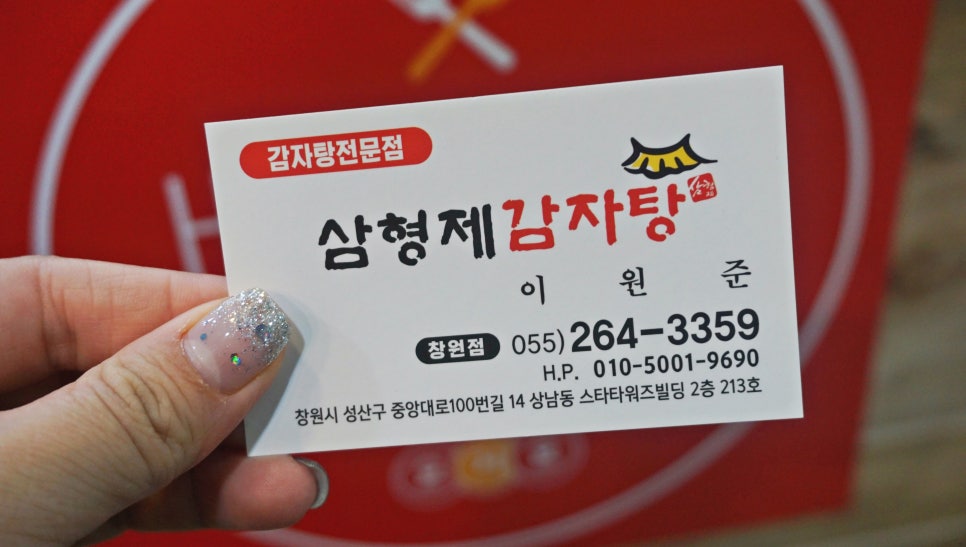 감자탕전문점
삼형제감자탕
이 원 준
창원점 055) 264-3359
H.P. 010-5001-9690
창원시 성산구 중앙대로100번길 14 상남동 스타타워즈빌딩 2층 213호